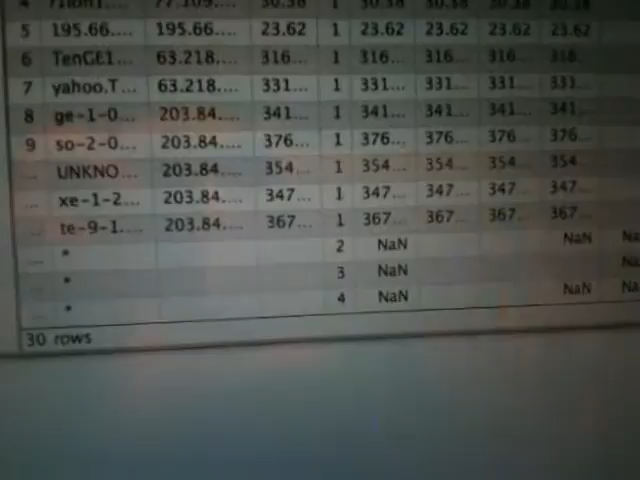 5 195.66.... 195.66.... 23.62 1 23.62 23.62 23.62 23.62
6 TenGE1... 63.218.... 316... 1 316... 316... 316... 316...
7 yahoo.T... 63.218.... 331... 1 331... 331... 331... 331...
8 ge-1-0... 203.84.... 341... 1 341... 341... 341... 341...
9 so-2-0... 203.84.... 376... 1 376... 376... 376... 376...
... UNKNO... 203.84.... 354... 1 354... 354... 354... 354...
... xe-1-2... 203.84.... 347... 1 347... 347... 347... 347...
... te-9-1.... 203.84.... 367... 1 367... 367... 367... 367...
... * 2 NaN NaN Na
... * 3 NaN Na
... * 4 NaN NaN Na
30 rows